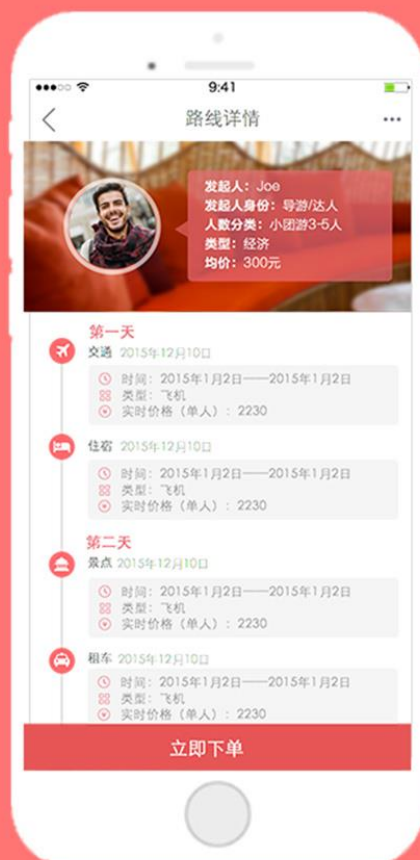 9:41
路线详情
发起人：Joe
发起人身份：导游/达人
人数分类：小团游3-5人
类型：经济
均价：300元
第一天
交通 2015年12月10日
时间：2015年1月2日——2015年1月2日
类型：飞机
实时价格（单人）：2230
住宿 2015年12月10日
时间：2015年1月2日——2015年1月2日
类型：飞机
实时价格（单人）：2230
第二天
景点 2015年12月10日
时间：2015年1月2日——2015年1月2日
类型：飞机
实时价格（单人）：2230
租车 2015年12月10日
时间：2015年1月2日——2015年1月2日
类型：飞机
实时价格（单人）：2230
立即下单